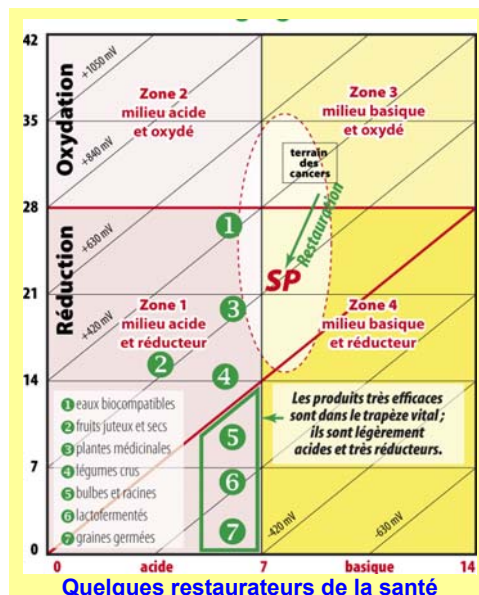 42
+1050 mV
Oxydation
Zone 2
milieu acide
et oxydé
Zone 3
milieu basique
et oxydé
35
+840 mV
terrain
des
cancers
28
1
Restauration
+630 mV
SP
Réduction
21
Zone 1
milieu acide
et réducteur
3
Zone 4
milieu basique
et réducteur
+420 mV
2
4
14
1 eaux biocompatibles
2 fruits juteux et secs
3 plantes médicinales
4 légumes crus
5 bulbes et racines
6 lactofermentés
7 graines germées
5
6
7
Les produits très efficaces
sont dans le trapèze vital ;
ils sont légèrement
acides et très réducteurs.
7
-420 mV
-630 mV
0
0
acide
7
basique
14
Quelques restaurateurs de la santé